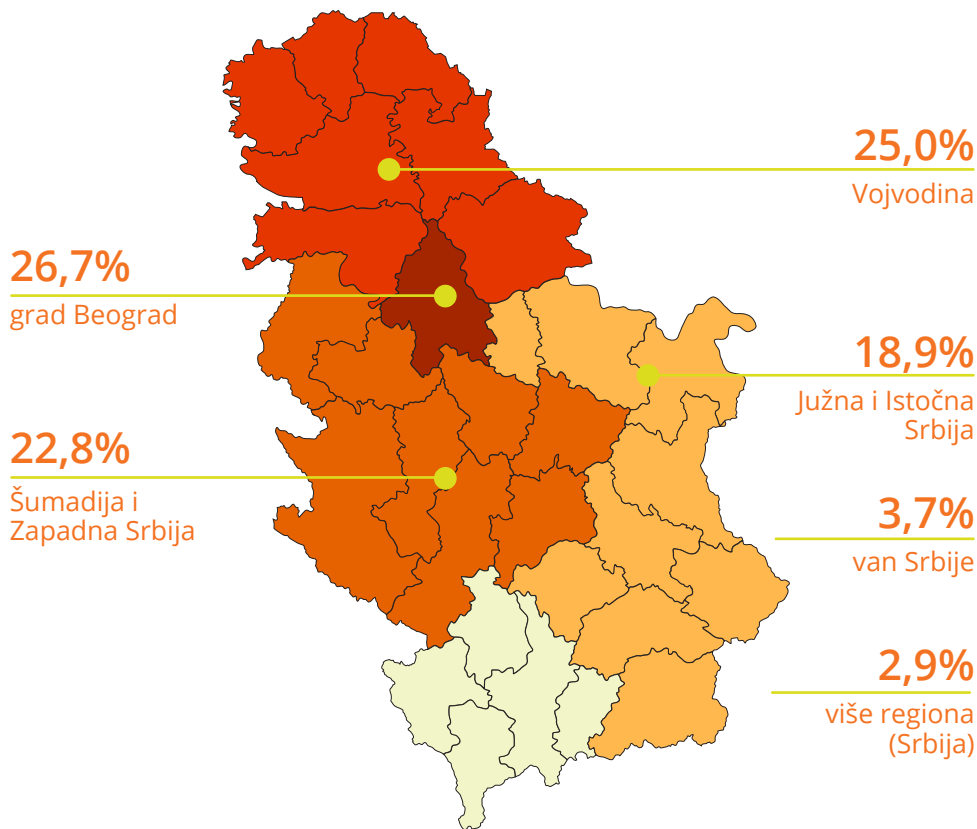 25,0%
Vojvodina
26,7%
grad Beograd
18,9%
Južna i Istočna
Srbija
22,8%
Šumadija i
Zapadna Srbija
3,7%
van Srbije
2,9%
više regiona
(Srbija)